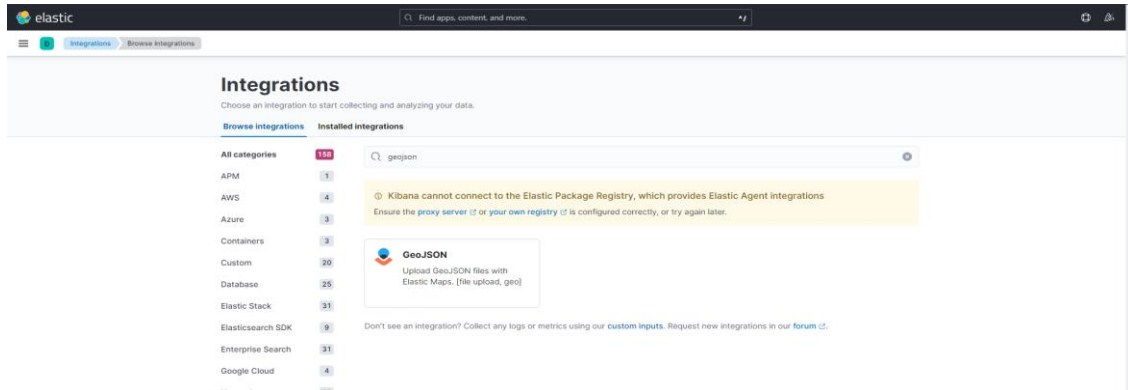 elastic
Find apps, content, and more.
D
Integrations
Browse integrations
Integrations
Choose an integration to start collecting and analyzing your data.
Browse integrations
Installed integrations
All categories 158
APM 1
AWS 4
Azure 3
Containers 3
Custom 20
Database 25
Elastic Stack 31
Elasticsearch SDK 9
Enterprise Search 31
Google Cloud 4
geojson
Kibana cannot connect to the Elastic Package Registry, which provides Elastic Agent integrations
Ensure the proxy server or your own registry is configured correctly, or try again later.
GeoJSON
Upload GeoJSON files with
Elastic Maps. [file upload, geo]
Don't see an integration? Collect any logs or metrics using our custom inputs. Request new integrations in our forum.